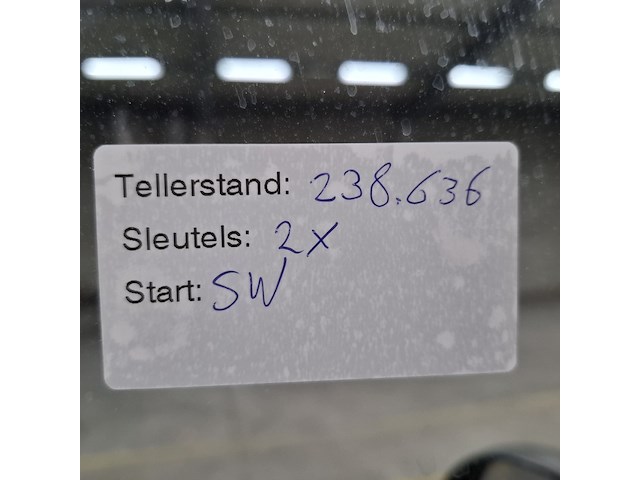 Tellerstand: 238.636
Sleutels: 2x
Start: SW